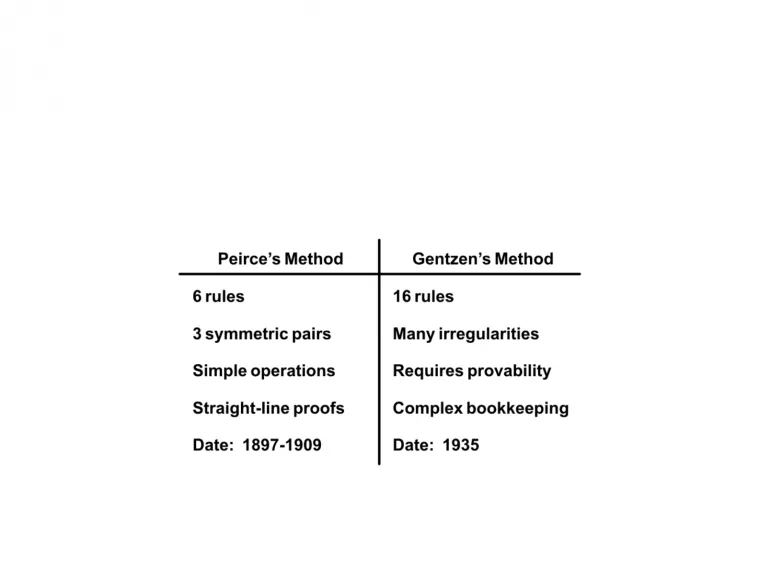 Peirce’s Method Gentzen’s Method
6 rules 16 rules
3 symmetric pairs Many irregularities
Simple operations Requires provability
Straight-line proofs Complex bookkeeping
Date: 1897-1909 Date: 1935